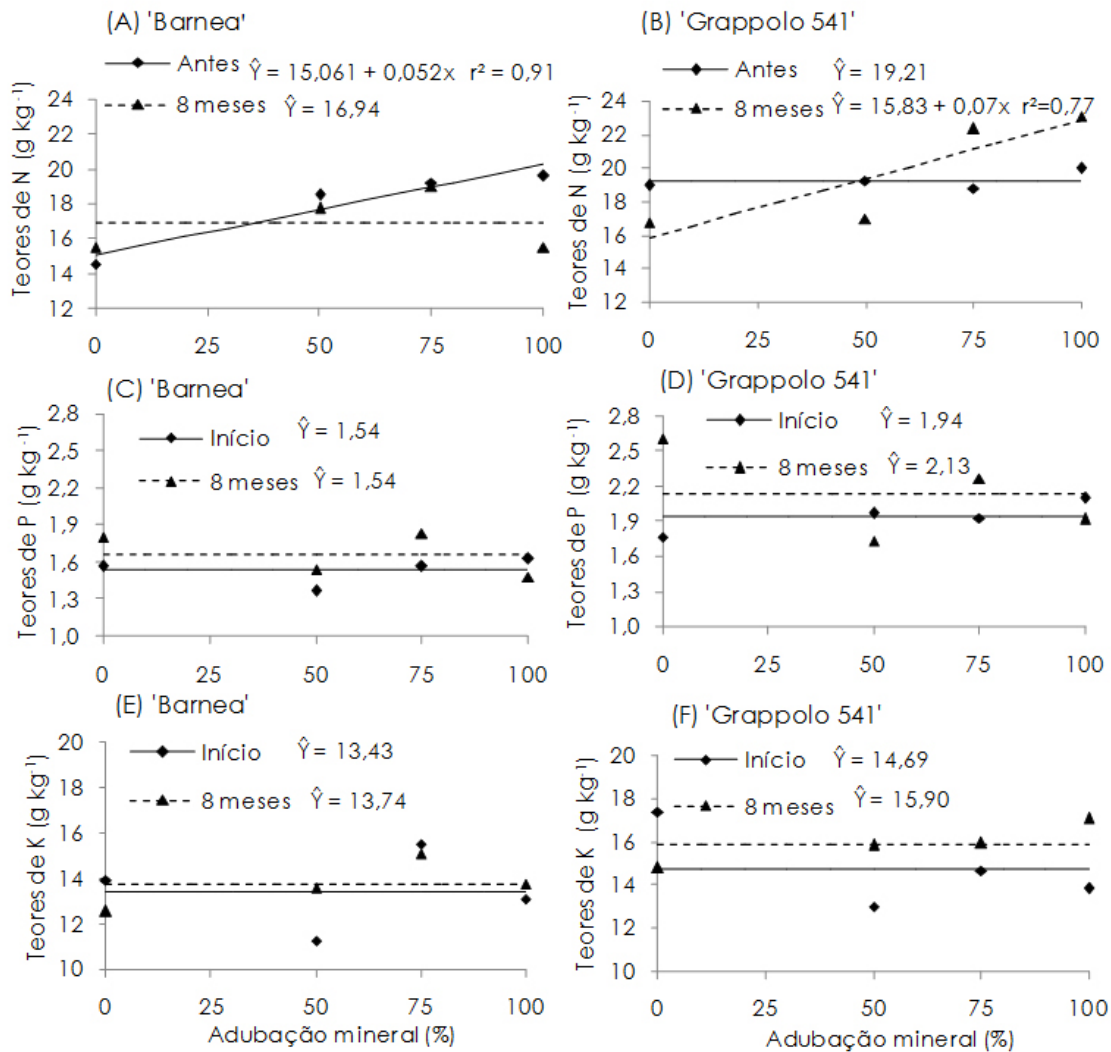 (A) 'Barnea'
Antes Ŷ = 15,061 + 0,052x r² = 0,91
8 meses Ŷ = 16,94
Teores de N (g kg⁻¹)
24
22
20
18
16
14
12
0 25 50 75 100
(B) 'Grappolo 541'
Antes Ŷ = 19,21
8 meses Ŷ = 15,83 + 0,07x r²=0,77
Teores de N (g kg⁻¹)
24
22
20
18
16
14
12
0 25 50 75 100
(C) 'Barnea'
Início Ŷ = 1,54
8 meses Ŷ = 1,54
Teores de P (g kg⁻¹)
2,8
2,5
2,2
1,9
1,6
1,3
1,0
0 25 50 75 100
(D) 'Grappolo 541'
Início Ŷ = 1,94
8 meses Ŷ = 2,13
Teores de P (g kg⁻¹)
2,8
2,5
2,2
1,9
1,6
1,3
1,0
0 25 50 75 100
(E) 'Barnea'
Início Ŷ = 13,43
8 meses Ŷ = 13,74
Teores de K (g kg⁻¹)
20
18
16
14
12
10
0 25 50 75 100
Adubação mineral (%)
(F) 'Grappolo 541'
Início Ŷ = 14,69
8 meses Ŷ = 15,90
Teores de K (g kg⁻¹)
20
18
16
14
12
10
0 25 50 75 100
Adubação mineral (%)